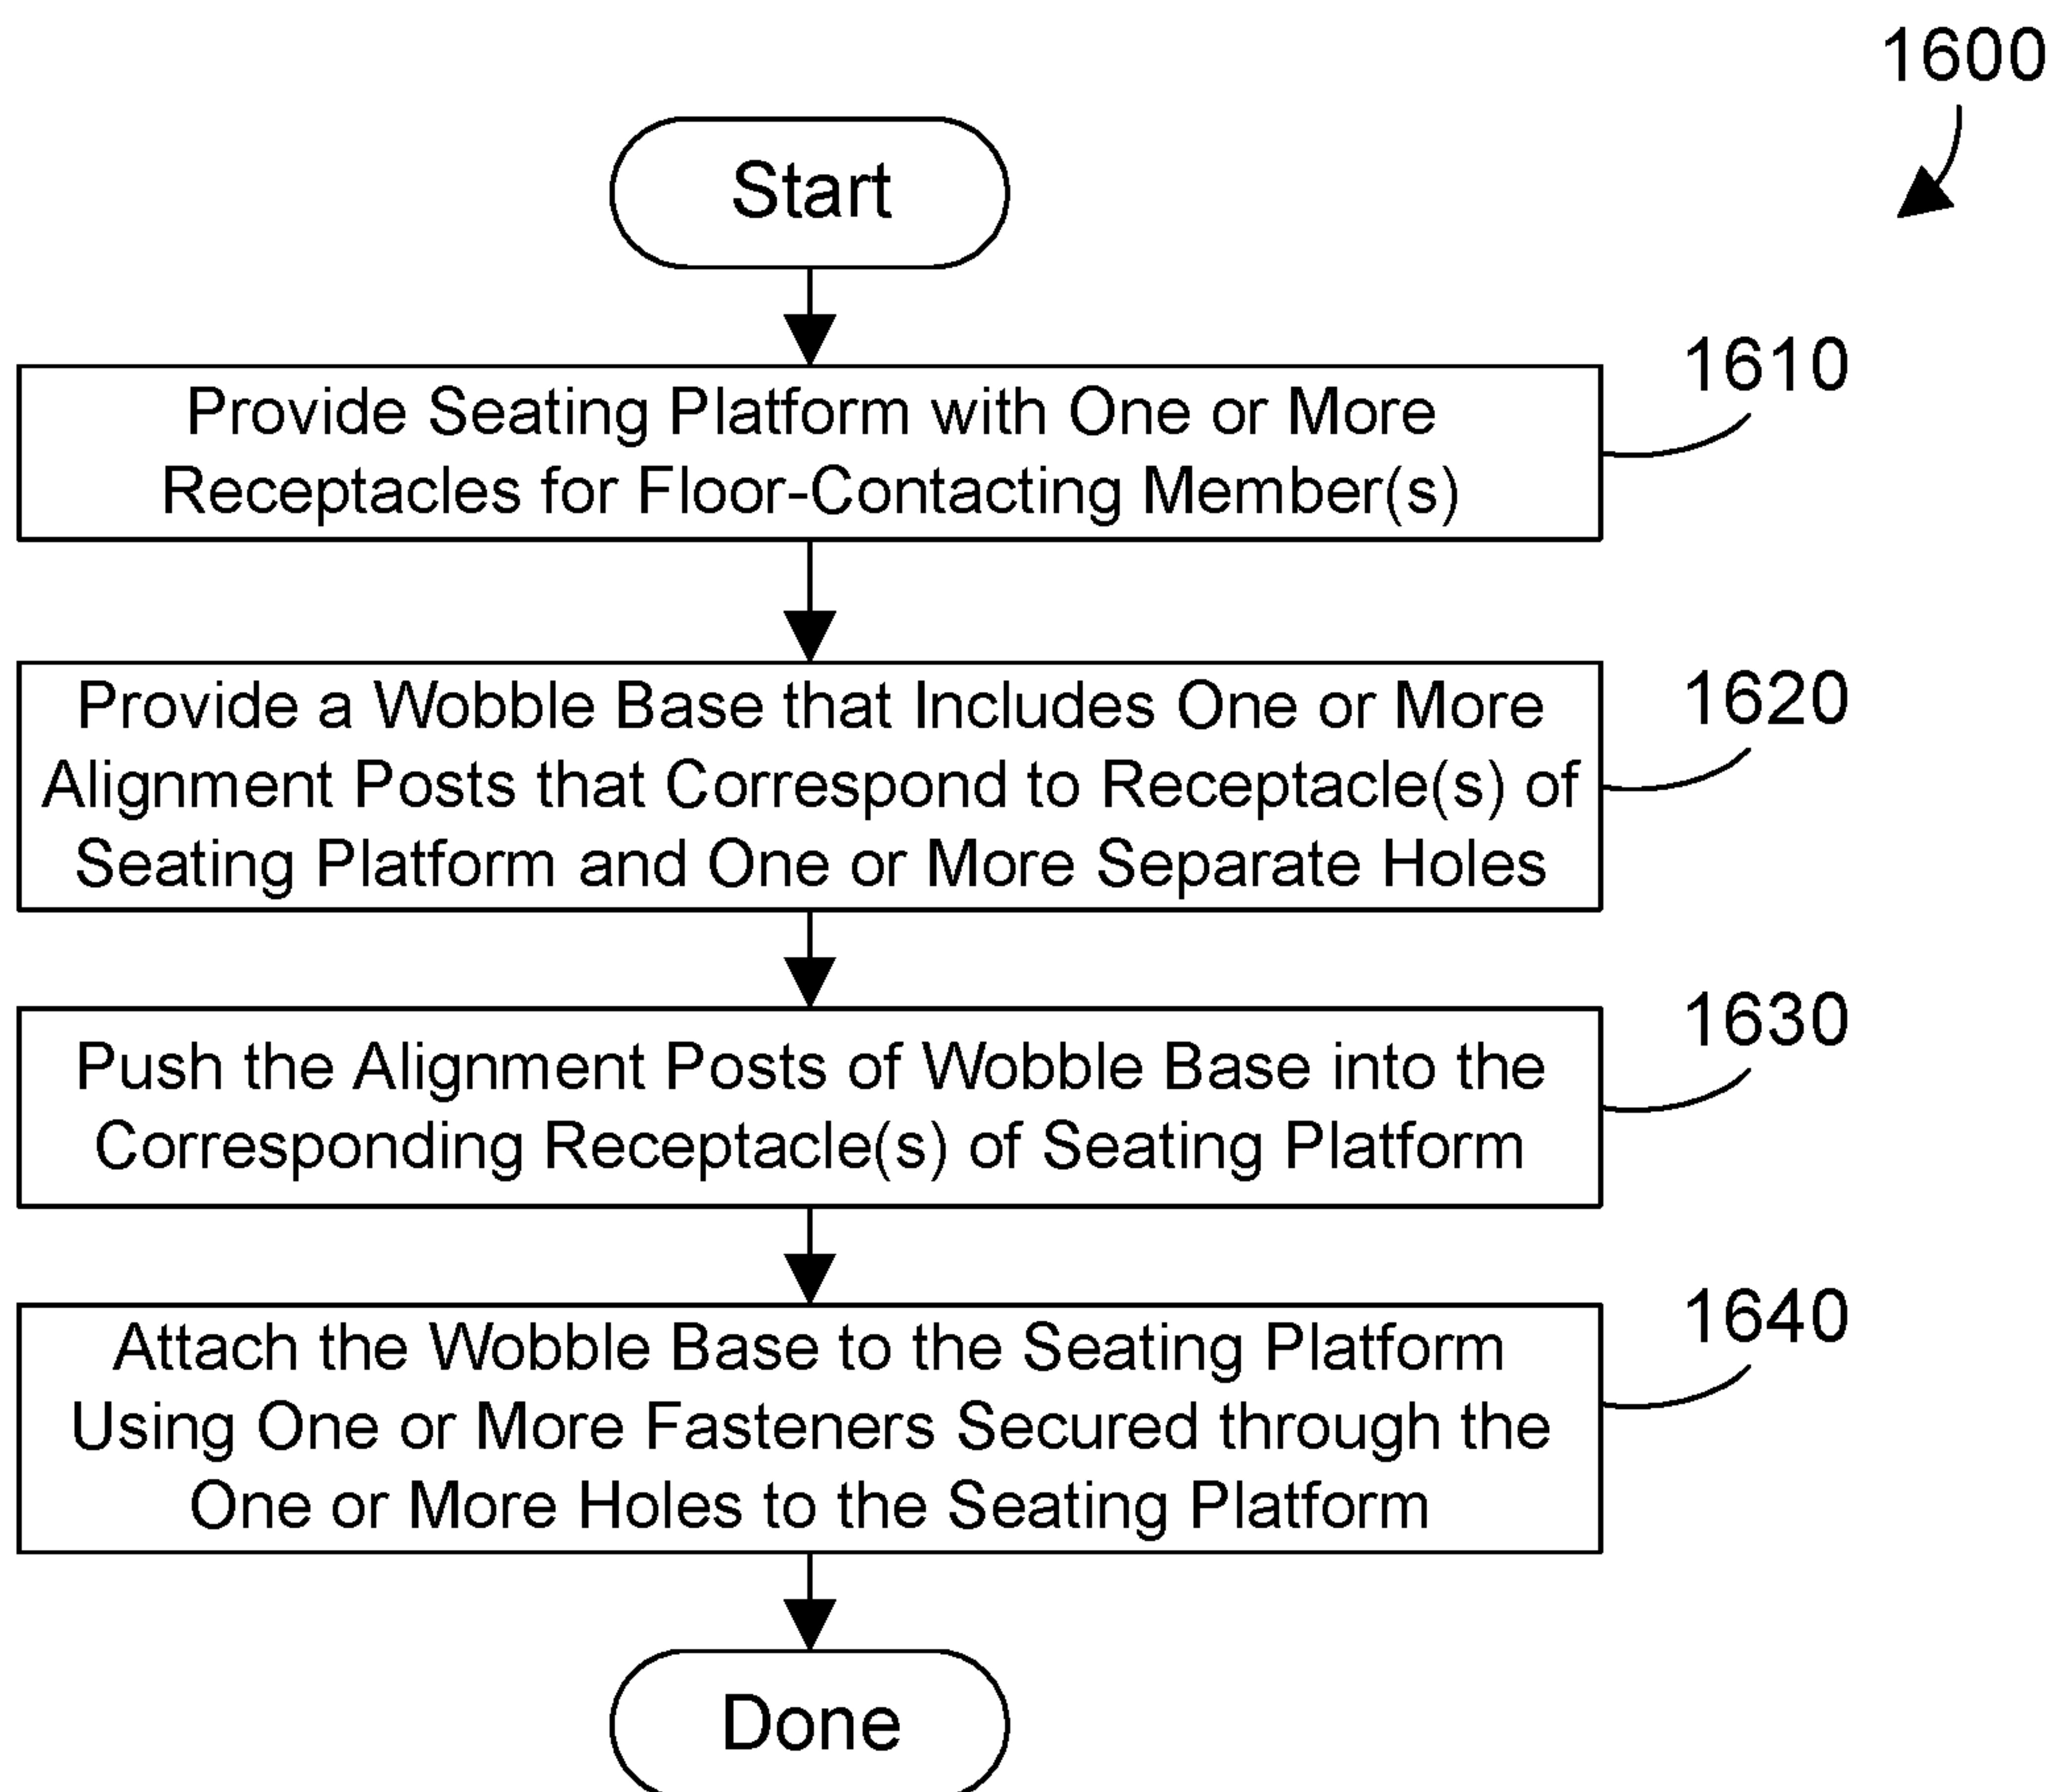 1600
Start
1610
Provide Seating Platform with One or More
Receptacles for Floor-Contacting Member(s)
1620
Provide a Wobble Base that Includes One or More
Alignment Posts that Correspond to Receptacle(s) of
Seating Platform and One or More Separate Holes
1630
Push the Alignment Posts of Wobble Base into the
Corresponding Receptacle(s) of Seating Platform
1640
Attach the Wobble Base to the Seating Platform
Using One or More Fasteners Secured through the
One or More Holes to the Seating Platform
Done